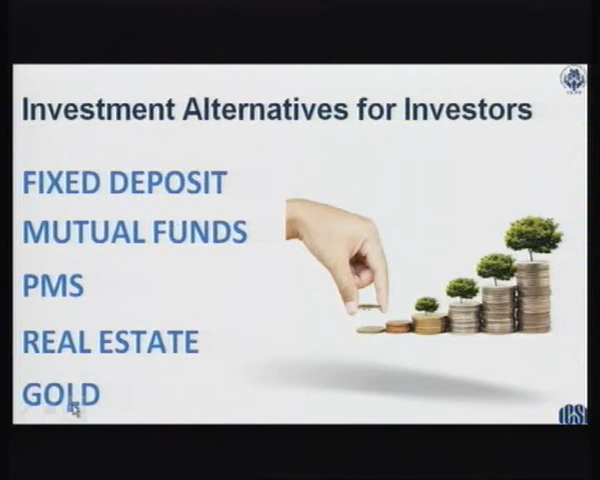 Investment Alternatives for Investors
FIXED DEPOSIT
MUTUAL FUNDS
PMS
REAL ESTATE
GOLD